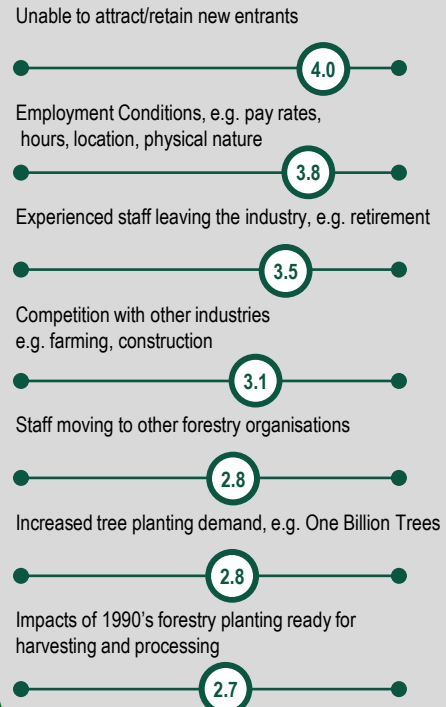 Unable to attract/retain new entrants
4.0
Employment Conditions, e.g. pay rates,
hours, location, physical nature
3.8
Experienced staff leaving the industry, e.g. retirement
3.5
Competition with other industries
e.g. farming, construction
3.1
Staff moving to other forestry organisations
2.8
Increased tree planting demand, e.g. One Billion Trees
2.8
Impacts of 1990's forestry planting ready for
harvesting and processing
2.7